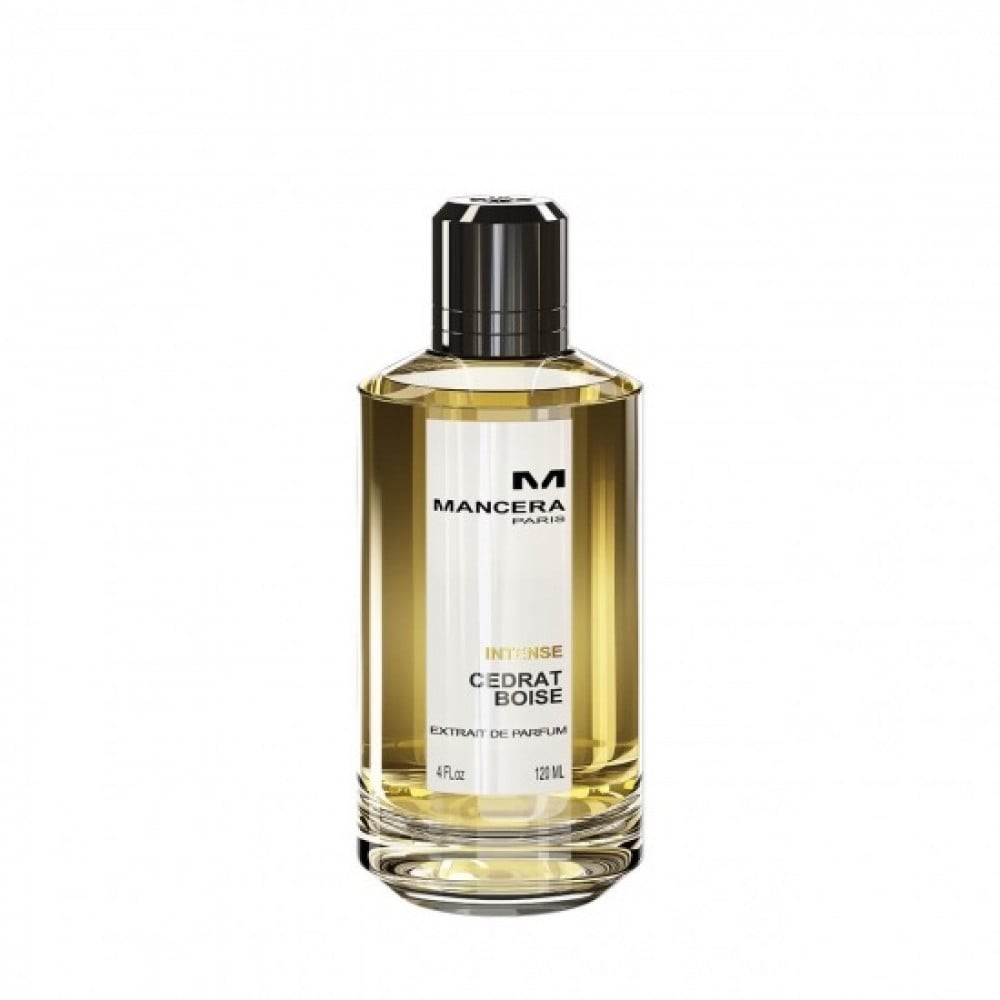 M
MANCERA
PARIS
INTENSE
CEDRAT
BOISE
EXTRAIT DE PARFUM
4 FL.oz 120 ML